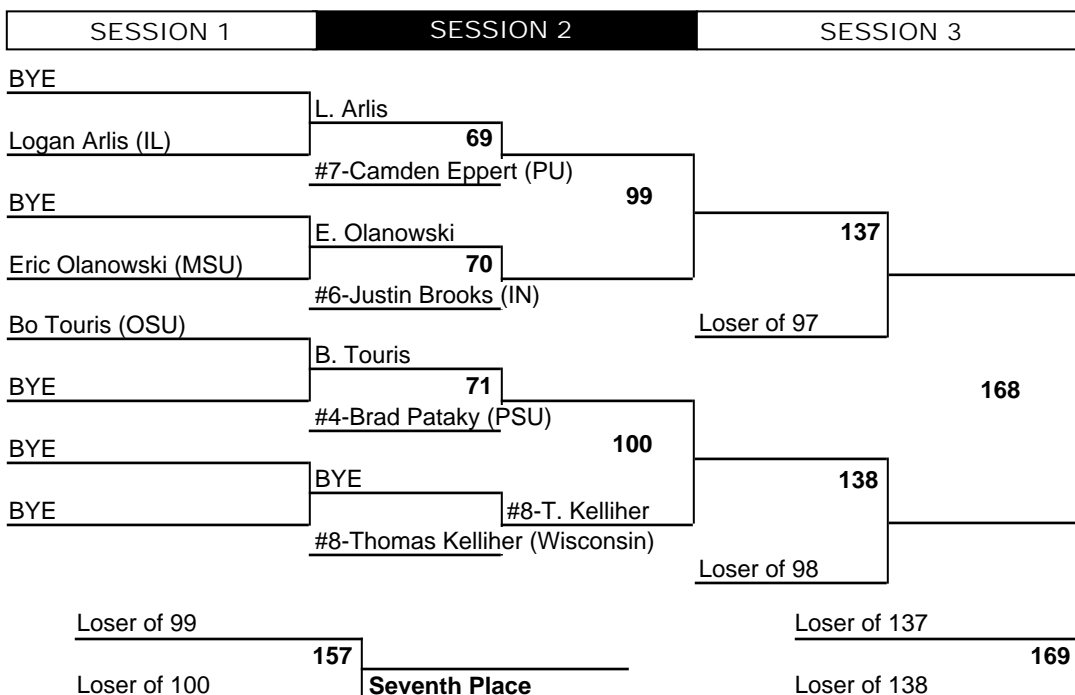 SESSION 1 SESSION 2 SESSION 3
BYE
L. Arlis
Logan Arlis (IL) 69
#7-Camden Eppert (PU)
BYE 99
E. Olanowski 137
Eric Olanowski (MSU) 70
#6-Justin Brooks (IN)
Bo Touris (OSU) Loser of 97
B. Touris
BYE 71 168
#4-Brad Pataky (PSU)
BYE 100
BYE 138
BYE #8-T. Kelliher
#8-Thomas Kelliher (Wisconsin)
Loser of 98
Loser of 99 Loser of 137
157 169
Loser of 100 Seventh Place Loser of 138